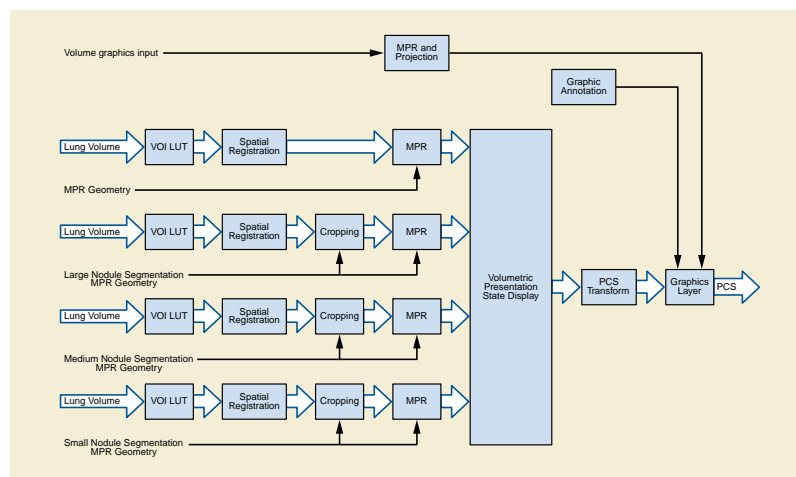 Volume graphics input
MPR and
Projection
Graphic
Annotation
Lung Volume
VOI LUT
Spatial
Registration
MPR
MPR Geometry
Lung Volume
VOI LUT
Spatial
Registration
Cropping
MPR
Large Nodule Segmentation
MPR Geometry
Lung Volume
VOI LUT
Spatial
Registration
Cropping
MPR
Medium Nodule Segmentation
MPR Geometry
Lung Volume
VOI LUT
Spatial
Registration
Cropping
MPR
Small Nodule Segmentation
MPR Geometry
Volumetric
Presentation
State Display
PCS
Transform
Graphics
Layer
PCS